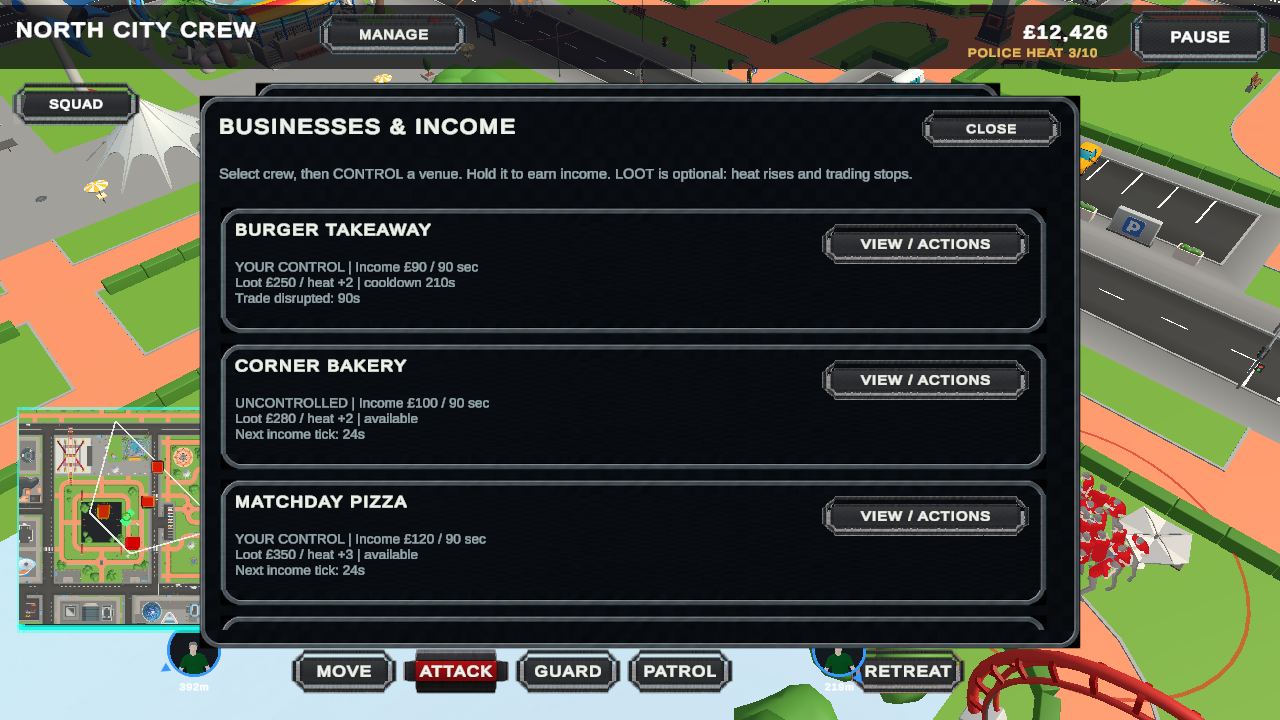 NORTH CITY CREW
MANAGE
£12,426
POLICE HEAT 3/10
PAUSE
SQUAD
BUSINESSES & INCOME
CLOSE
Select crew, then CONTROL a venue. Hold it to earn income. LOOT is optional: heat rises and trading stops.
BURGER TAKEAWAY
VIEW / ACTIONS
YOUR CONTROL | Income £90 / 90 sec
Loot £250 / heat +2 | cooldown 210s
Trade disrupted: 90s
CORNER BAKERY
VIEW / ACTIONS
UNCONTROLLED | Income £100 / 90 sec
Loot £280 / heat +2 | available
Next income tick: 24s
MATCHDAY PIZZA
VIEW / ACTIONS
YOUR CONTROL | Income £120 / 90 sec
Loot £350 / heat +3 | available
Next income tick: 24s
P
392m
MOVE
ATTACK
GUARD
PATROL
218m
RETREAT